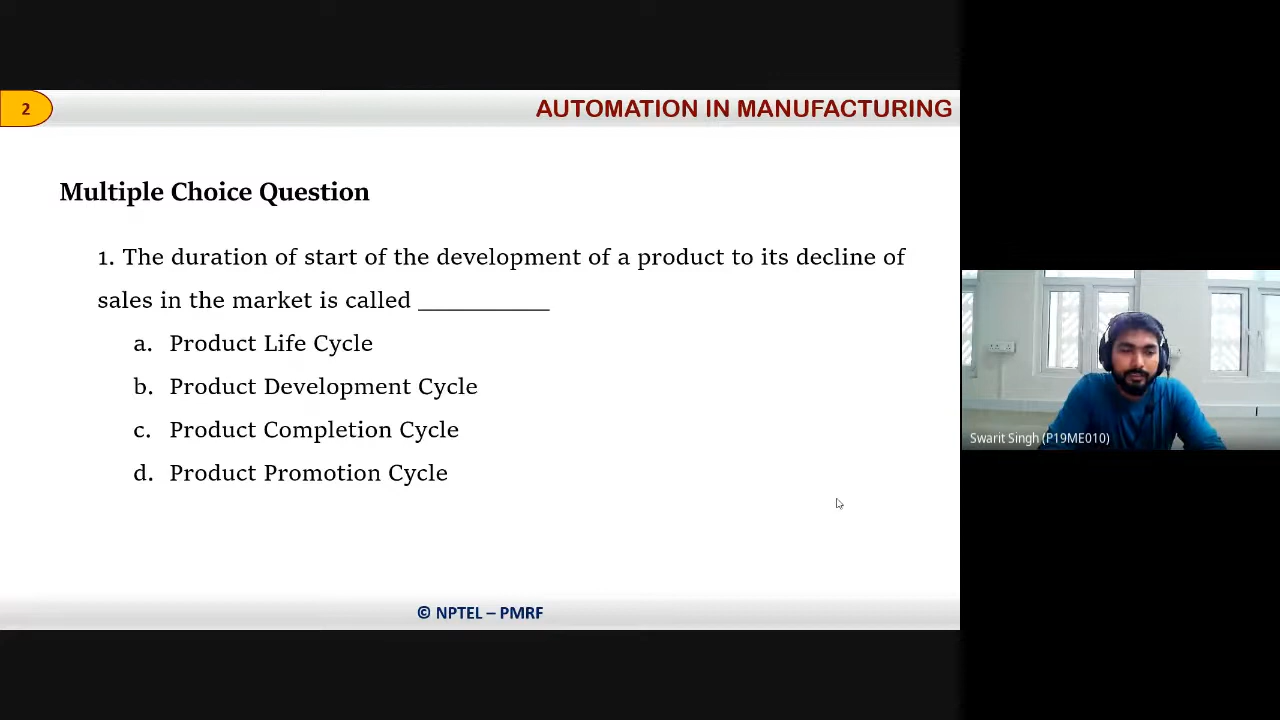 2
AUTOMATION IN MANUFACTURING
Multiple Choice Question
1. The duration of start of the development of a product to its decline of
sales in the market is called ___________
a. Product Life Cycle
b. Product Development Cycle
c. Product Completion Cycle
d. Product Promotion Cycle
© NPTEL – PMRF
Swarit Singh (P19ME010)